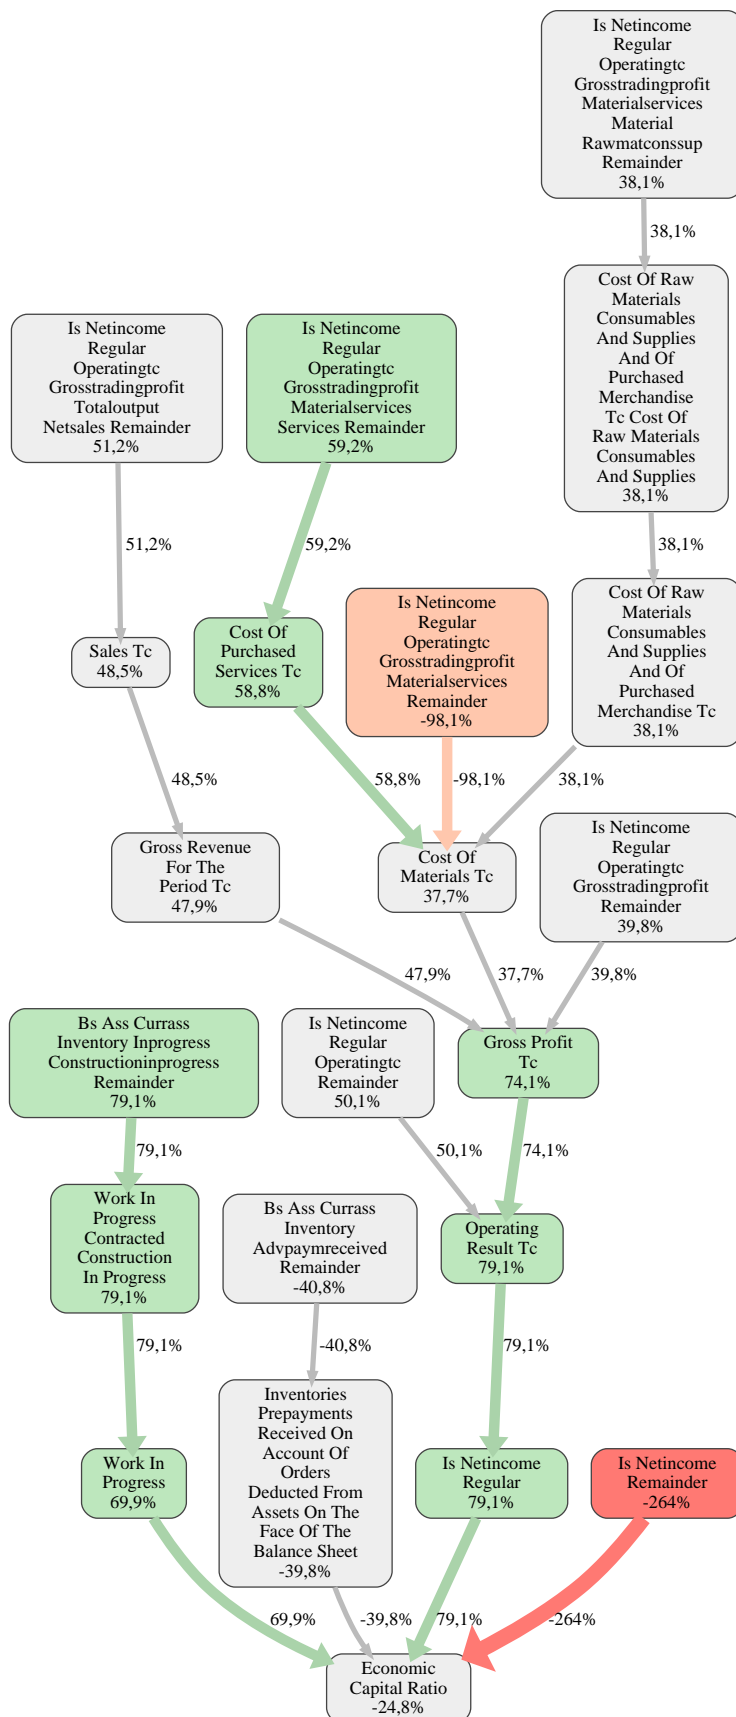 Is Netincome
Regular
Operatingtc
Grosstradingprofit
Materialservices
Material
Rawmatconssup
Remainder
38,1%
38,1%
Cost Of Raw
Materials
Consumables
And Supplies
And Of
Purchased
Merchandise
Tc Cost Of
Raw Materials
Consumables
And Supplies
38,1%
Is Netincome
Regular
Operatingtc
Grosstradingprofit
Totaloutput
Netsales Remainder
51,2%
Is Netincome
Regular
Operatingtc
Grosstradingprofit
Materialservices
Services Remainder
59,2%
51,2%
59,2%
38,1%
Sales Tc
48,5%
Cost Of
Purchased
Services Tc
58,8%
Is Netincome
Regular
Operatingtc
Grosstradingprofit
Materialservices
Remainder
-98,1%
Cost Of Raw
Materials
Consumables
And Supplies
And Of
Purchased
Merchandise Tc
38,1%
48,5%
58,8%
-98,1%
38,1%
Gross Revenue
For The
Period Tc
47,9%
Cost Of
Materials Tc
37,7%
Is Netincome
Regular
Operatingtc
Grosstradingprofit
Remainder
39,8%
47,9%
37,7%
39,8%
Bs Ass Currass
Inventory Inprogress
Constructioninprogress
Remainder
79,1%
Is Netincome
Regular
Operatingtc
Remainder
50,1%
Gross Profit
Tc
74,1%
79,1%
50,1%
74,1%
Work In
Progress
Contracted
Construction
In Progress
79,1%
Bs Ass Currass
Inventory
Advpaymreceived
Remainder
-40,8%
Operating
Result Tc
79,1%
79,1%
-40,8%
79,1%
Inventories
Prepayments
Received On
Account Of
Orders
Deducted From
Assets On The
Face Of The
Balance Sheet
-39,8%
Work In
Progress
69,9%
Is Netincome
Regular
79,1%
Is Netincome
Remainder
-264%
69,9%
-39,8%
79,1%
-264%
Economic
Capital Ratio
-24,8%